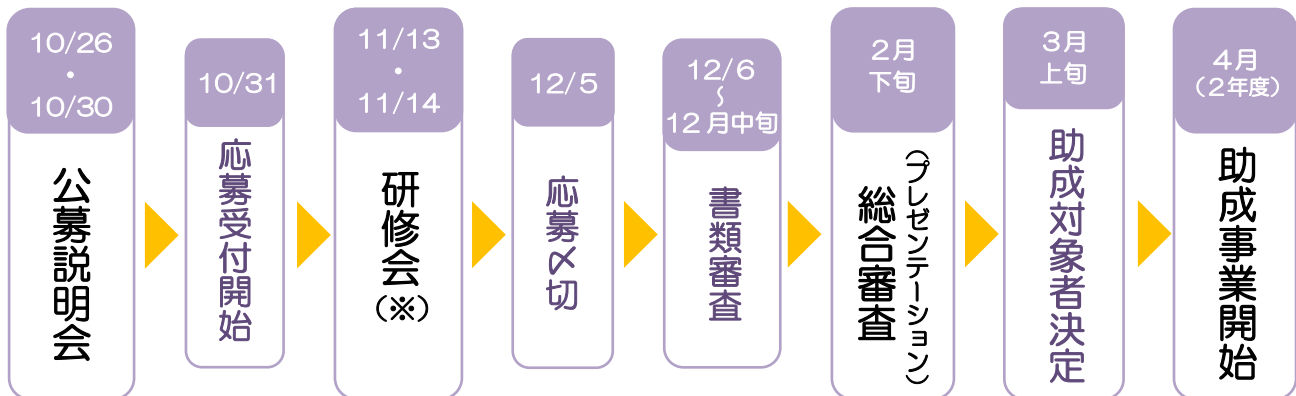 10/26
・
10/30
公募説明会
10/31
応募受付開始
11/13
・
11/14
研修会(※)
12/5
応募〆切
12/6
～
12月中旬
書類審査
2月
下旬
総合審査
(プレゼンテーション)
3月
上旬
助成対象者決定
4月
(2年度)
助成事業開始